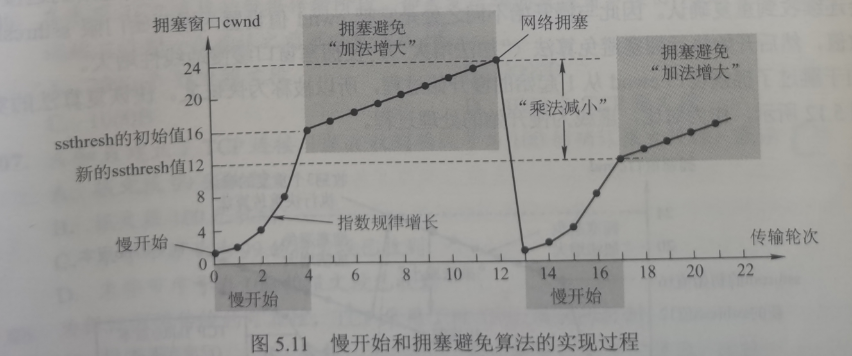 拥塞窗口cwnd
拥塞避免
“加法增大”
网络拥塞
拥塞避免
“加法增大”
24
20
ssthresh的初始值16
“乘法减小”
新的ssthresh值12
8
4
0
指数规律增长
慢开始
传输轮次
0 2 4 6 8 10 12 14 16 18 20 22
慢开始
慢开始
图 5.11 慢开始和拥塞避免算法的实现过程